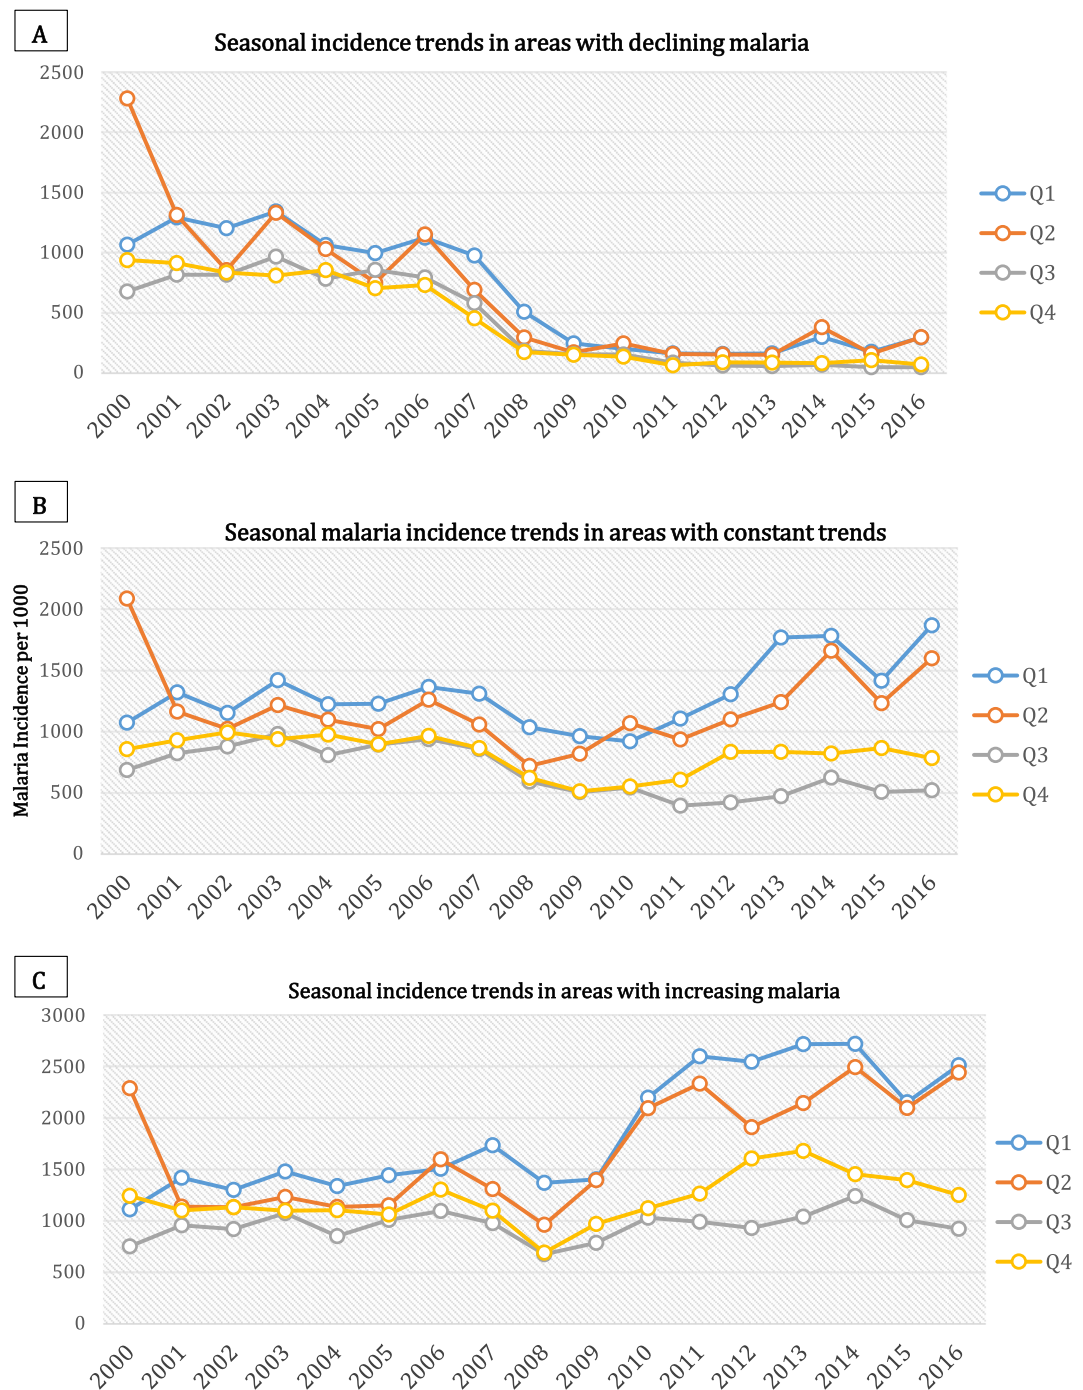 A
Seasonal incidence trends in areas with declining malaria
2500
2000
1500
1000
500
0
2000 2001 2002 2003 2004 2005 2006 2007 2008 2009 2010 2011 2012 2013 2014 2015 2016
Q1
Q2
Q3
Q4
B
Seasonal malaria incidence trends in areas with constant trends
Malaria Incidence per 1000
2500
2000
1500
1000
500
0
2000 2001 2002 2003 2004 2005 2006 2007 2008 2009 2010 2011 2012 2013 2014 2015 2016
Q1
Q2
Q3
Q4
C
Seasonal incidence trends in areas with increasing malaria
3000
2500
2000
1500
1000
500
0
2000 2001 2002 2003 2004 2005 2006 2007 2008 2009 2010 2011 2012 2013 2014 2015 2016
Q1
Q2
Q3
Q4